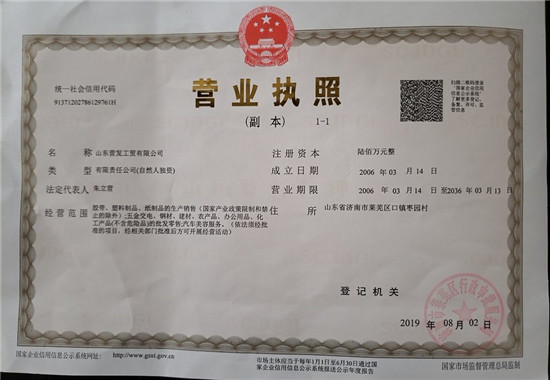 统一社会信用代码
91371202786129761H
营业执照
(副 本) 1-1
扫描二维码登录
“国家企业信用
信息公示系统”
了解更多登记、
备案、许可、监
管信息
名 称 山东营发工贸有限公司
类 型 有限责任公司(自然人独资)
法定代表人 朱立营
经营范围 胶带、塑料制品、纸制品的生产销售(国家产业政策限制和禁
止的除外);五金交电、钢材、建材、农产品、办公用品、化
工产品(不含危险品)的批发零售;汽车美容服务。(依法须经批
准的项目,经相关部门批准后方可开展经营活动)
注册资本 陆佰万元整
成立日期 2006 年 03 月 14 日
营业期限 2006 年 03 月 14 日至 2036 年 03 月 13 日
住 所 山东省济南市莱芜区口镇枣园村
登记机关
2019 年 08 月 02 日
国家企业信用信息公示系统网址: http://www.gsxt.gov.cn
市场主体应当于每年1月1日至6月30日通过国
家企业信用信息公示系统报送公示年度报告
国家市场监督管理总局监制